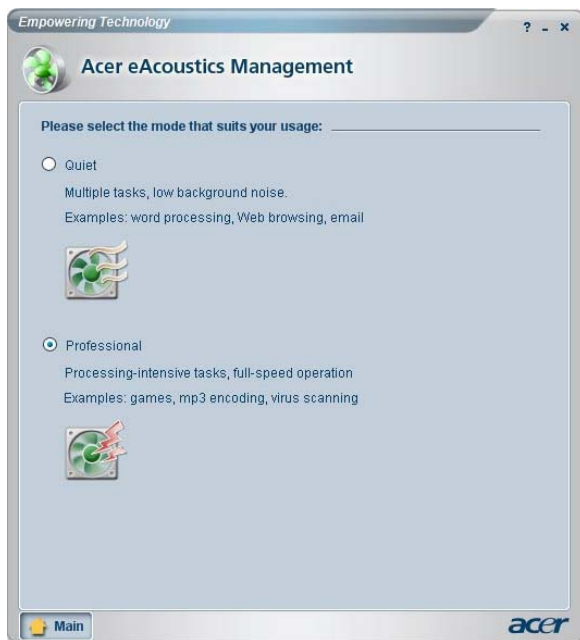 Empowering Technology
? - ×
Acer eAcoustics Management
Please select the mode that suits your usage:
Quiet
Multiple tasks, low background noise.
Examples: word processing, Web browsing, email
Professional
Processing-intensive tasks, full-speed operation
Examples: games, mp3 encoding, virus scanning
Main
acer